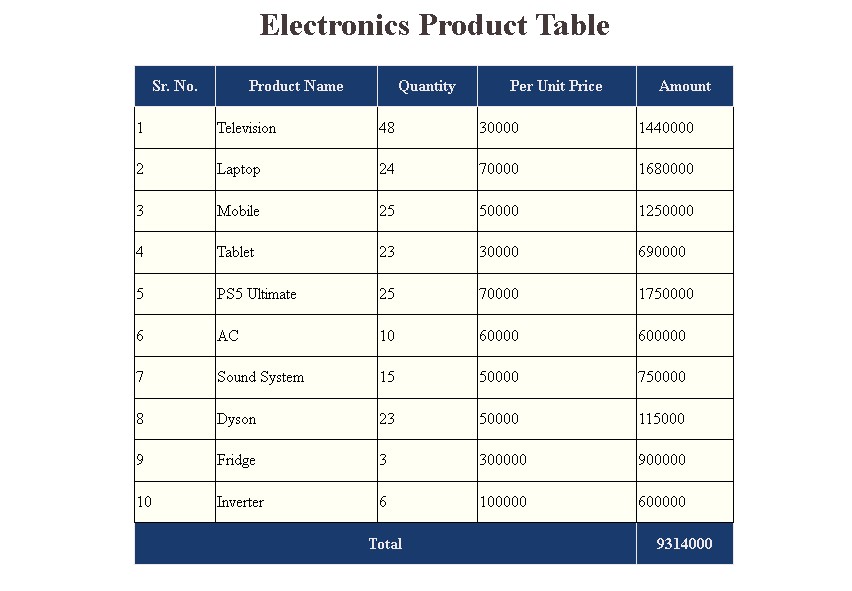 Electronics Product Table
Sr. No. Product Name Quantity Per Unit Price Amount
1 Television 48 30000 1440000
2 Laptop 24 70000 1680000
3 Mobile 25 50000 1250000
4 Tablet 23 30000 690000
5 PS5 Ultimate 25 70000 1750000
6 AC 10 60000 600000
7 Sound System 15 50000 750000
8 Dyson 23 50000 115000
9 Fridge 3 300000 900000
10 Inverter 6 100000 600000
Total 9314000